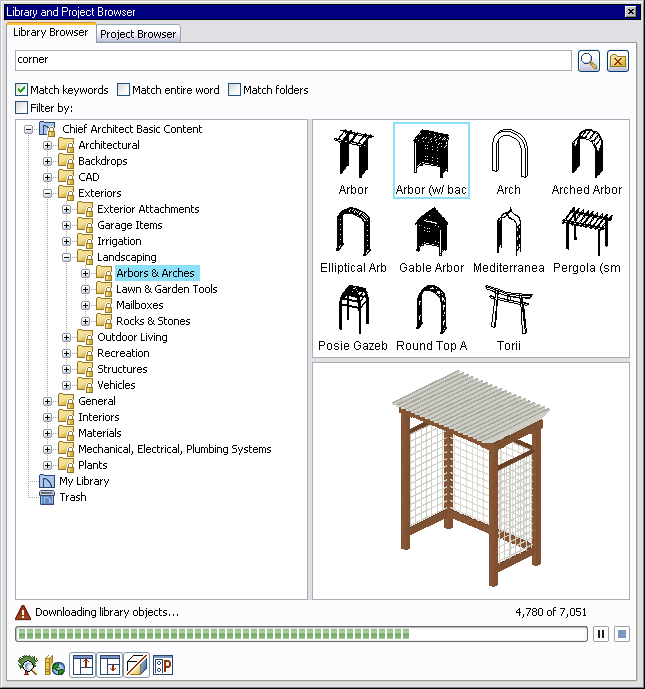 Library and Project Browser
Library Browser
Project Browser
corner
Match keywords
Match entire word
Match folders
Filter by:
Chief Architect Basic Content
Architectural
Backdrops
CAD
Exteriors
Exterior Attachments
Garage Items
Irrigation
Landscaping
Arbors & Arches
Lawn & Garden Tools
Mailboxes
Rocks & Stones
Outdoor Living
Recreation
Structures
Vehicles
General
Interiors
Materials
Mechanical, Electrical, Plumbing Systems
Plants
My Library
Trash
Arbor
Arbor (w/ bac
Arch
Arched Arbor
Elliptical Arb
Gable Arbor
Mediterranea
Pergola (sm
Posie Gazeb
Round Top A
Torii
Downloading library objects...
4,780 of 7,051
P